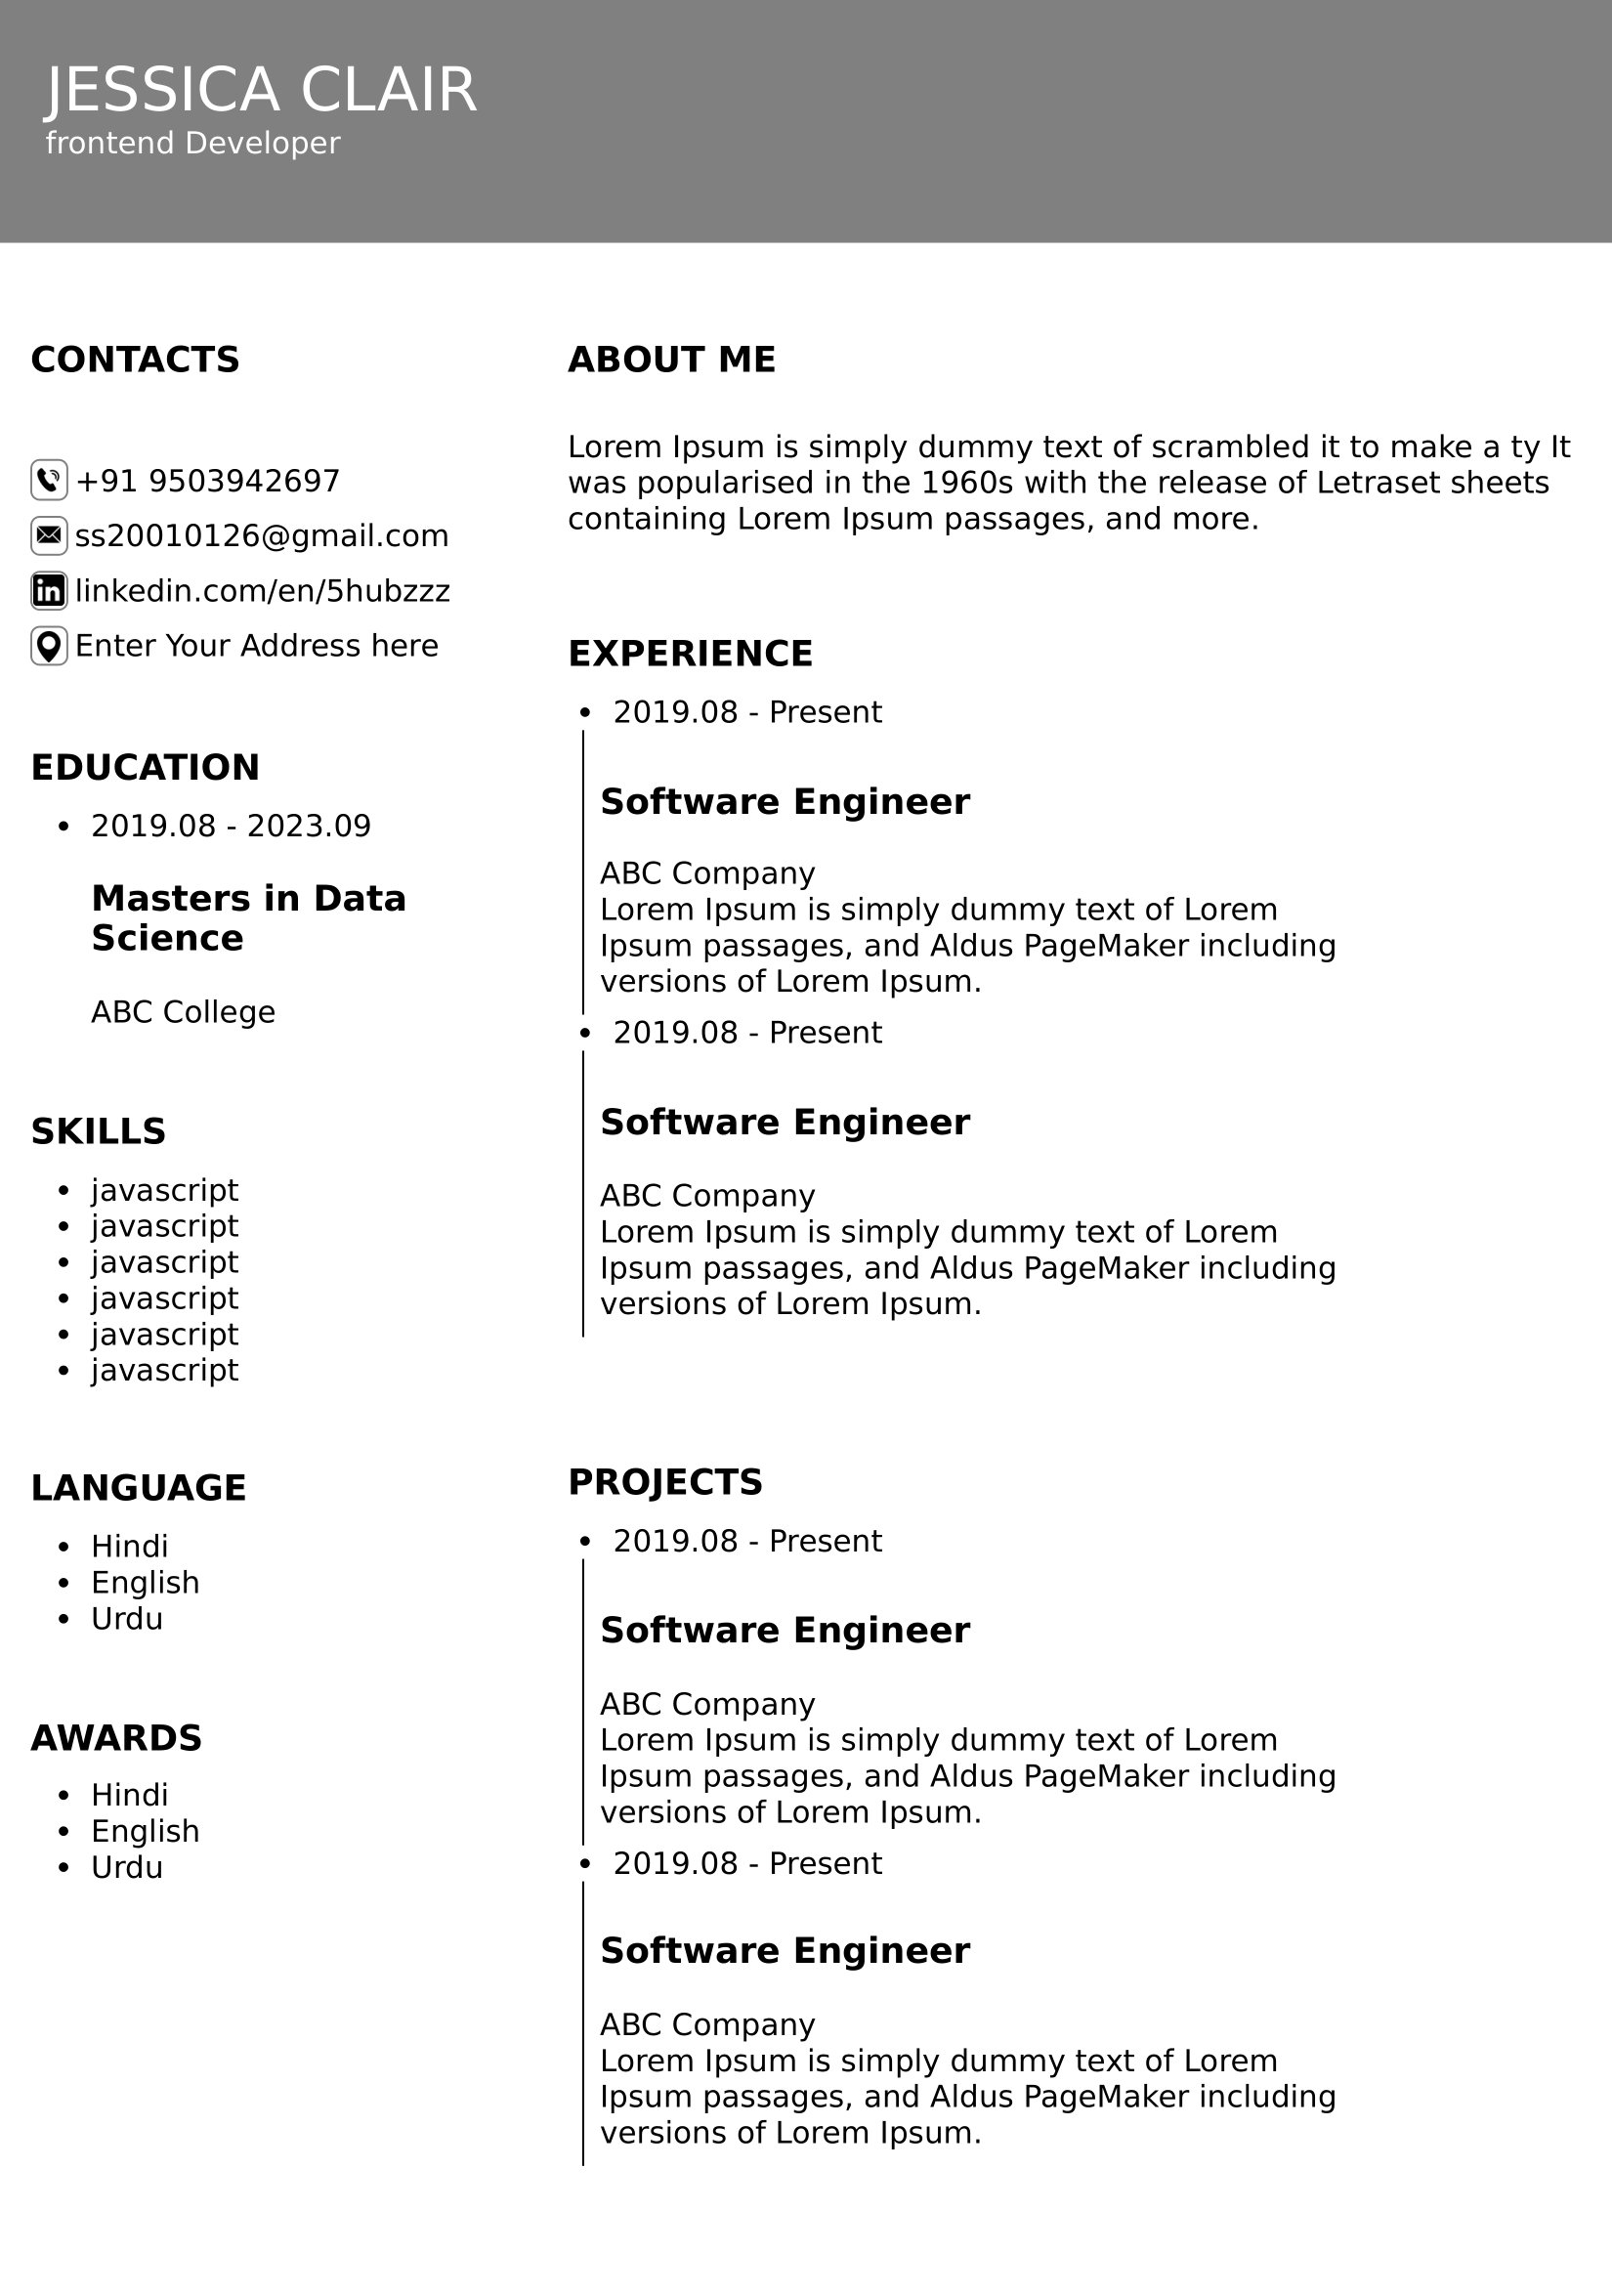 JESSICA CLAIR
frontend Developer
CONTACTS
+91 9503942697
ss20010126@gmail.com
linkedin.com/en/5hubzzz
Enter Your Address here
EDUCATION
• 2019.08 - 2023.09
Masters in Data
Science
ABC College
SKILLS
• javascript
• javascript
• javascript
• javascript
• javascript
• javascript
LANGUAGE
• Hindi
• English
• Urdu
AWARDS
• Hindi
• English
• Urdu
ABOUT ME
Lorem Ipsum is simply dummy text of scrambled it to make a ty It
was popularised in the 1960s with the release of Letraset sheets
containing Lorem Ipsum passages, and more.
EXPERIENCE
• 2019.08 - Present
Software Engineer
ABC Company
Lorem Ipsum is simply dummy text of Lorem
Ipsum passages, and Aldus PageMaker including
versions of Lorem Ipsum.
• 2019.08 - Present
Software Engineer
ABC Company
Lorem Ipsum is simply dummy text of Lorem
Ipsum passages, and Aldus PageMaker including
versions of Lorem Ipsum.
PROJECTS
• 2019.08 - Present
Software Engineer
ABC Company
Lorem Ipsum is simply dummy text of Lorem
Ipsum passages, and Aldus PageMaker including
versions of Lorem Ipsum.
• 2019.08 - Present
Software Engineer
ABC Company
Lorem Ipsum is simply dummy text of Lorem
Ipsum passages, and Aldus PageMaker including
versions of Lorem Ipsum.